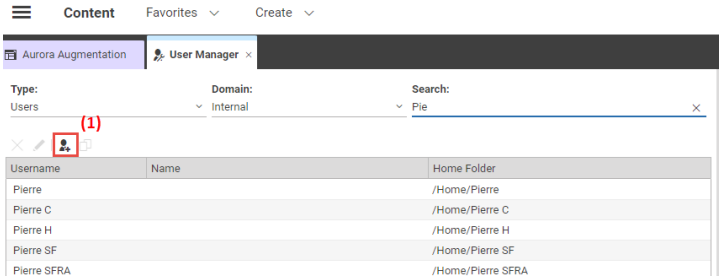 Content Favorites Create
Aurora Augmentation User Manager ×
Type: Domain: Search:
Users Internal Pie
(1)
Username Name Home Folder
Pierre /Home/Pierre
Pierre C /Home/Pierre C
Pierre H /Home/Pierre H
Pierre SF /Home/Pierre SF
Pierre SFRA /Home/Pierre SFRA